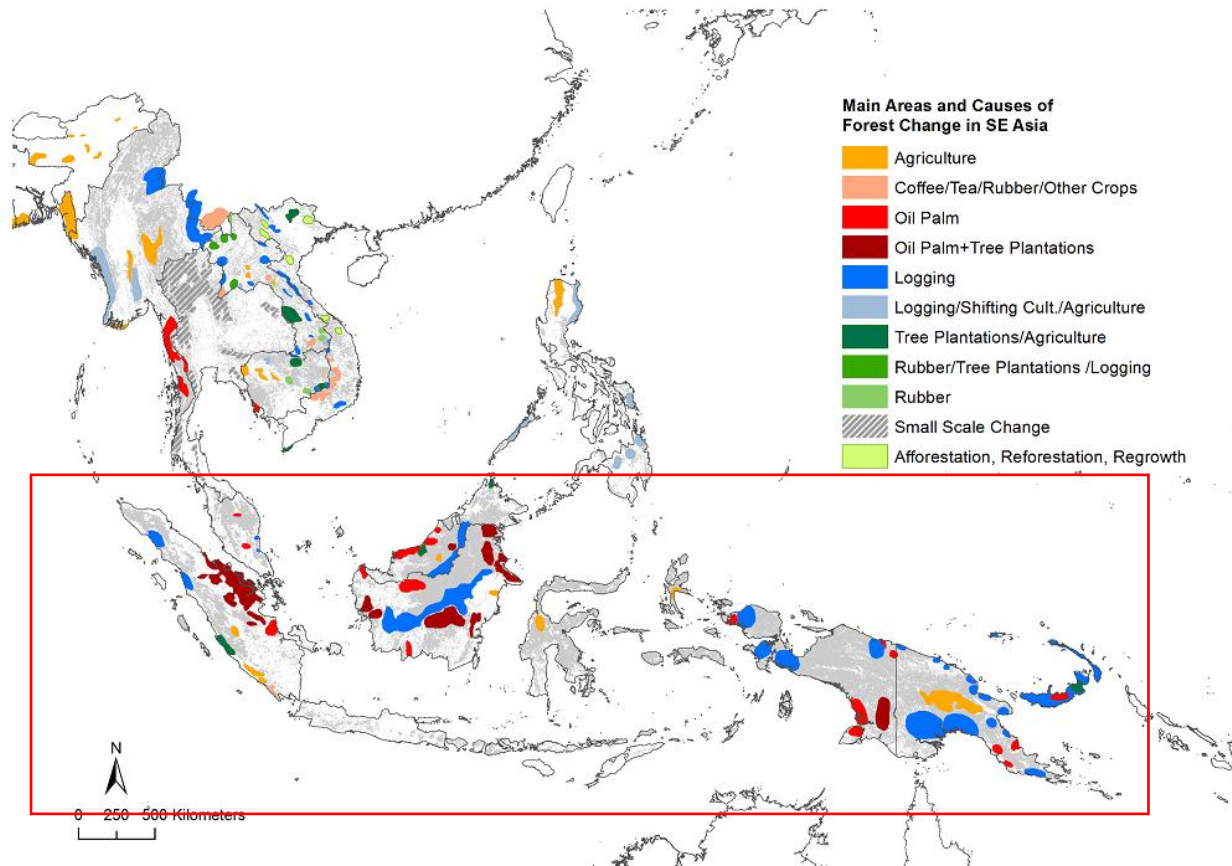 Main Areas and Causes of
Forest Change in SE Asia
Agriculture
Coffee/Tea/Rubber/Other Crops
Oil Palm
Oil Palm+Tree Plantations
Logging
Logging/Shifting Cult./Agriculture
Tree Plantations/Agriculture
Rubber/Tree Plantations /Logging
Rubber
Small Scale Change
Afforestation, Reforestation, Regrowth
N
0 250 500 Kilometers